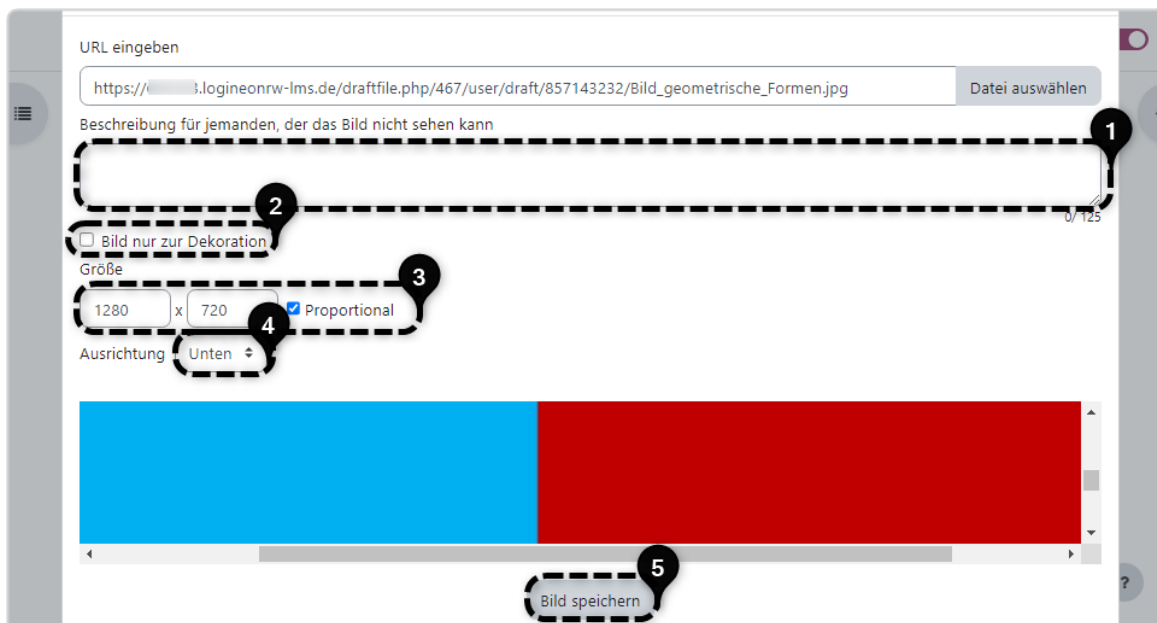 URL eingeben
https:// .logineonrw-lms.de/draftfile.php/467/user/draft/857143232/Bild_geometrische_Formen.jpg Datei auswählen
Beschreibung für jemanden, der das Bild nicht sehen kann
1
2
0/ 125
Bild nur zur Dekoration
Größe
3
1280 x 720 Proportional
4
Ausrichtung Unten
5
Bild speichern
?